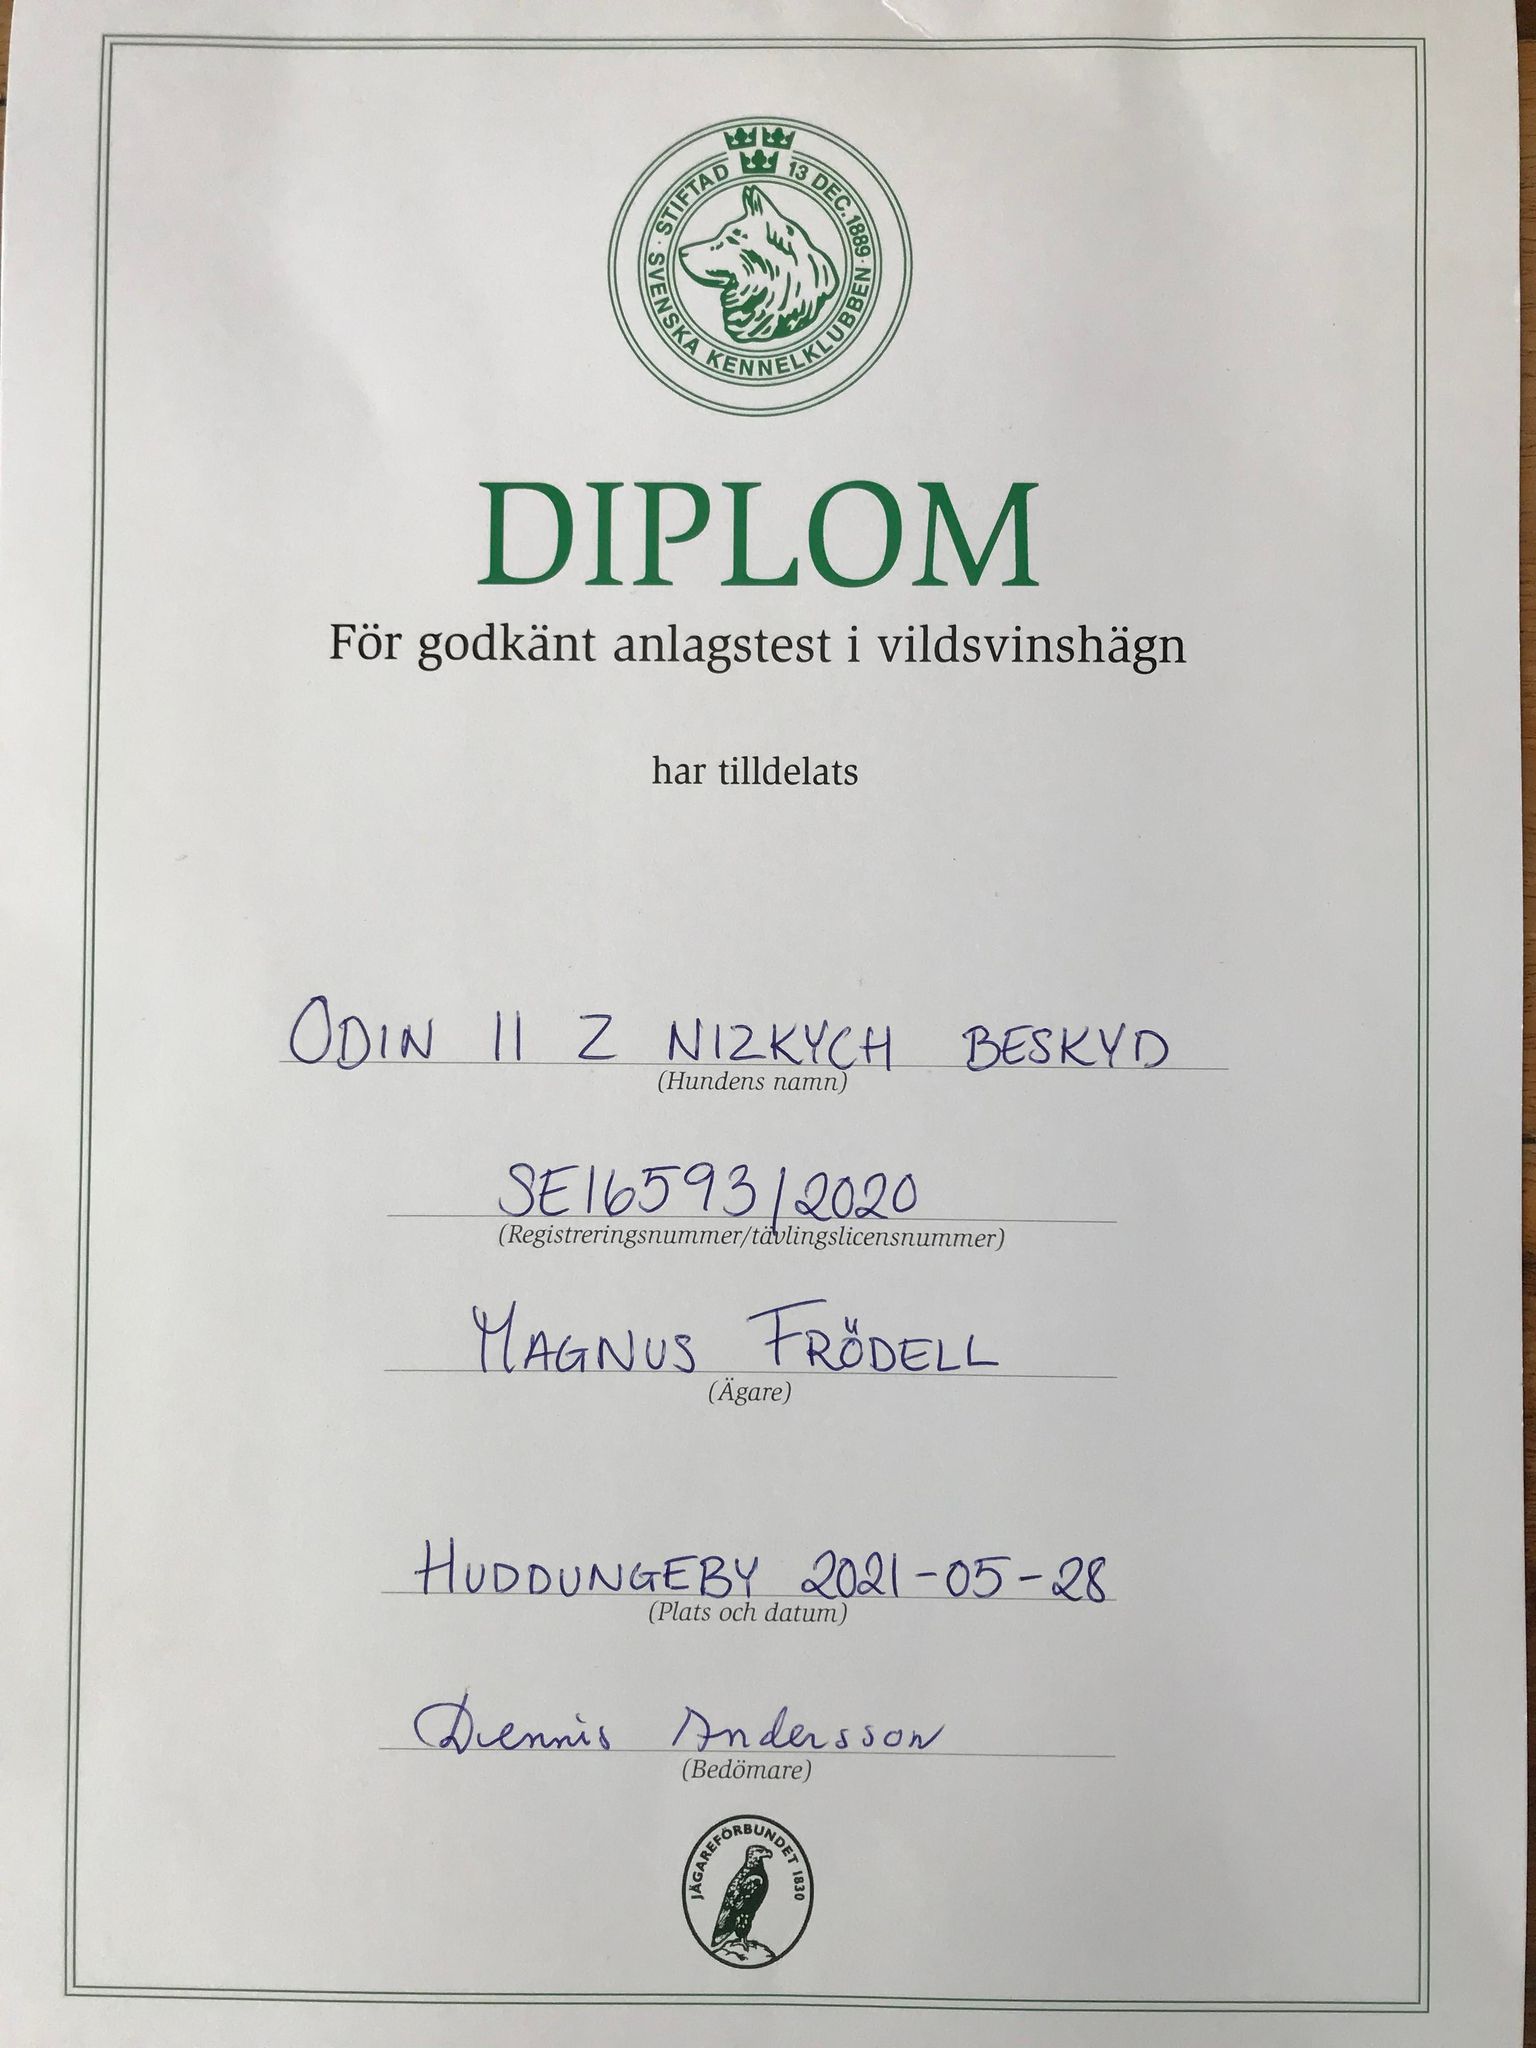 STIFTAD 13 DEC. 1889 · SVENSKA KENNELKLUBBEN ·
DIPLOM
För godkänt anlagstest i vildsvinshägn
har tilldelats
ODIN II Z NIZKYCH BESKYD
(Hundens namn)
SE16593/2020
(Registreringsnummer/tävlingslicensnummer)
MAGNUS FRÖDELL
(Ägare)
HUDDUNGEBY 2021-05-28
(Plats och datum)
Dennis Andersson
(Bedömare)
JÄGAREFÖRBUNDET 1830